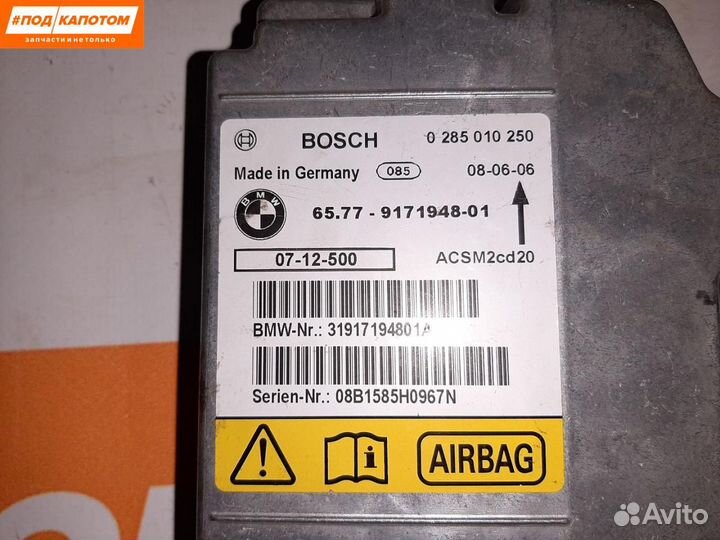 #ПОД КАПОТОМ
запчасти и не только
BOSCH 0 285 010 250
Made in Germany 085 08-06-06
BMW 65.77 - 9171948-01
07-12-500 ACSM2cd20
BMW-Nr.: 31917194801A
Serien-Nr.: 08B1585H0967N
AIRBAG
Avito